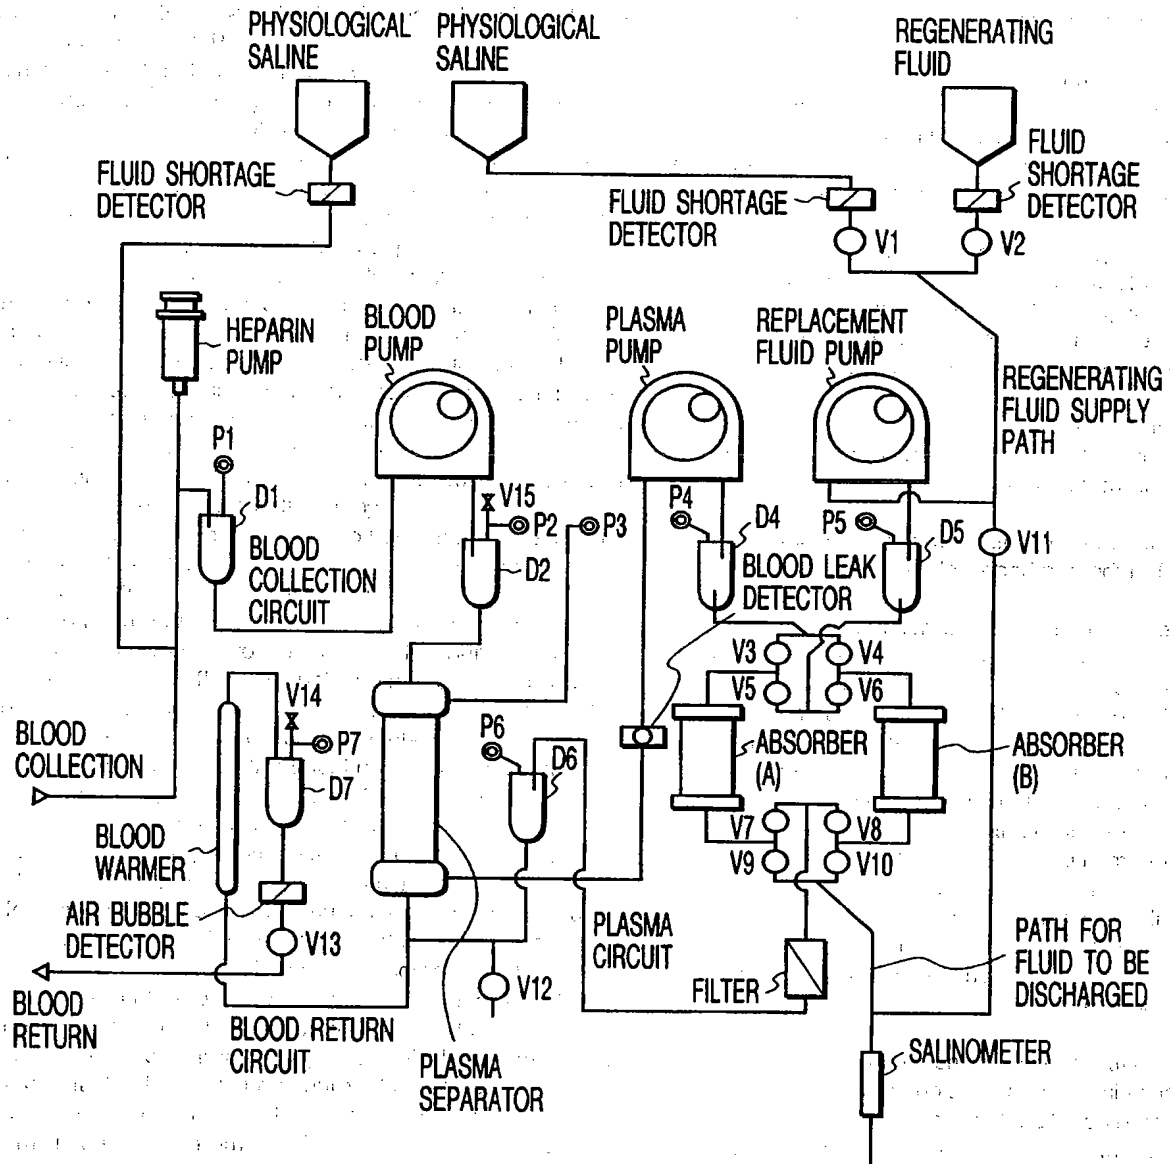 PHYSIOLOGICAL
SALINE
PHYSIOLOGICAL
SALINE
REGENERATING
FLUID
FLUID SHORTAGE
DETECTOR
FLUID SHORTAGE
DETECTOR
FLUID
SHORTAGE
DETECTOR
V1
V2
HEPARIN
PUMP
BLOOD
PUMP
PLASMA
PUMP
REPLACEMENT
FLUID PUMP
REGENERATING
FLUID SUPPLY
PATH
P1
D1
V15
P2
P3
D2
P4
D4
P5
D5
V11
BLOOD
COLLECTION
CIRCUIT
BLOOD LEAK
DETECTOR
V3
V4
V5
V6
BLOOD
COLLECTION
V14
P7
D7
P6
D6
ABSORBER
(A)
ABSORBER
(B)
BLOOD
WARMER
V7
V8
V9
V10
AIR BUBBLE
DETECTOR
V13
V12
PLASMA
CIRCUIT
FILTER
PATH FOR
FLUID TO BE
DISCHARGED
BLOOD
RETURN
BLOOD RETURN
CIRCUIT
PLASMA
SEPARATOR
SALINOMETER